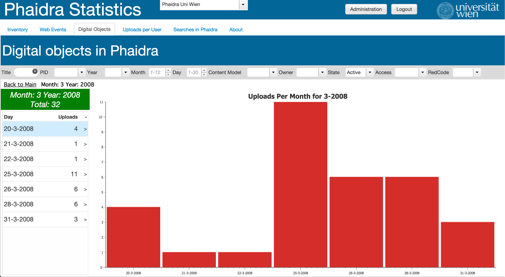 Phaidra Statistics
Phaidra Uni Wien
Administration
Logout
universität
wien
Inventory
Web Events
Digital Objects
Uploads per User
Searches in Phaidra
About
Digital objects in Phaidra
Title
PID
Year
Month
1-12
Day
1-30
Content Model
Owner
State
Active
Access
RedCode
Back to Main
Month: 3 Year: 2008
Month: 3 Year: 2008
Total: 32
Day Uploads -
20-3-2008 4 >
21-3-2008 1 >
22-3-2008 1 >
25-3-2008 11 >
26-3-2008 6 >
28-3-2008 6 >
31-3-2008 3 >
Uploads Per Month for 3-2008
11
10
9
8
7
6
5
4
3
2
1
0
20-3-2008
21-3-2008
22-3-2008
25-3-2008
26-3-2008
28-3-2008
31-3-2008